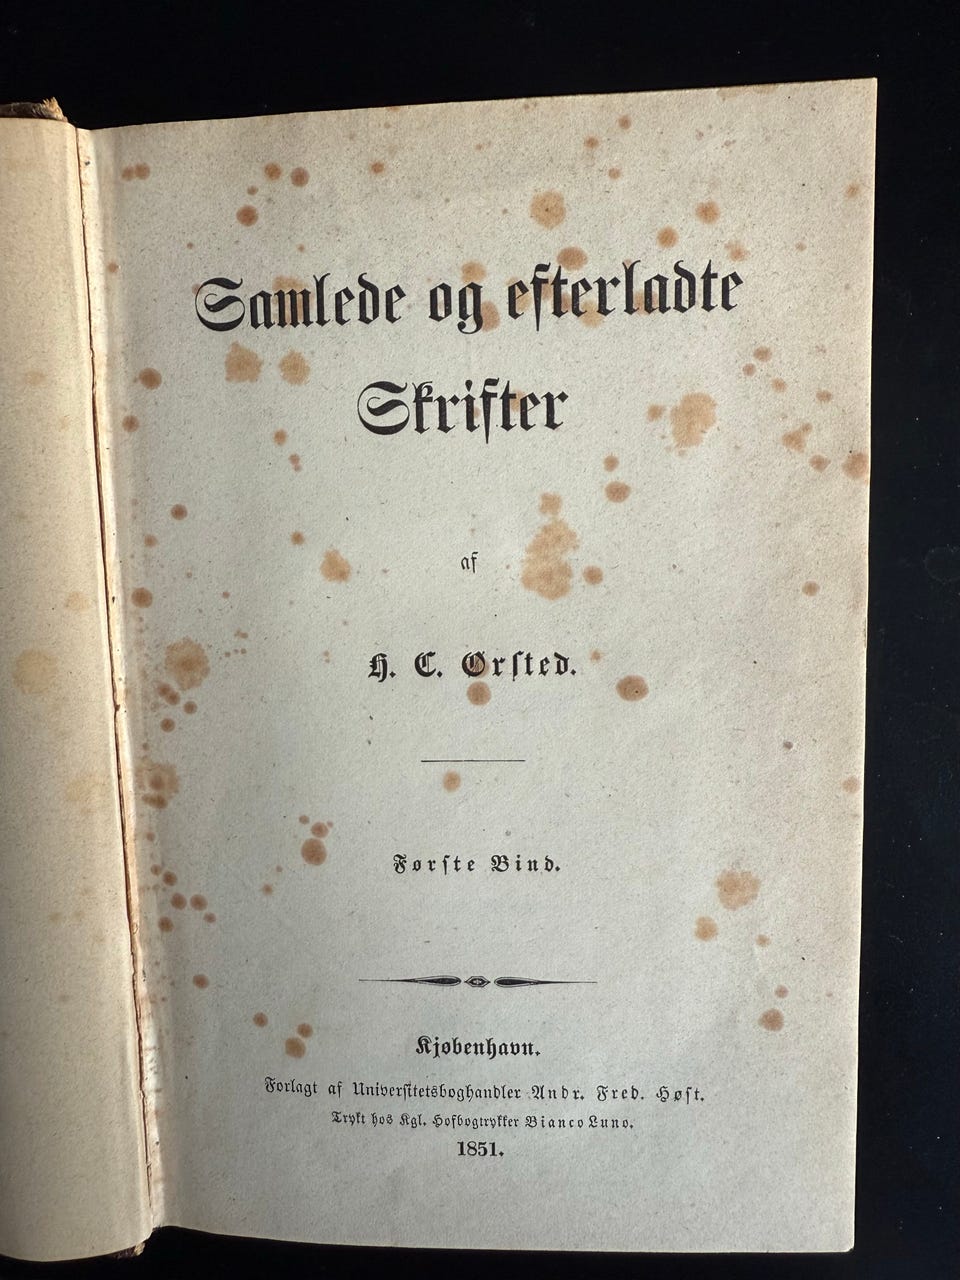 Samlede og efterladte
Skrifter
af
H. C. Ørsted.
Første Bind.
Kjøbenhavn.
Forlagt af Universitetsboghandler Andr. Fred. Høst.
Trykt hos Kgl. Hofbogtrykker Bianco Luno.
1851.